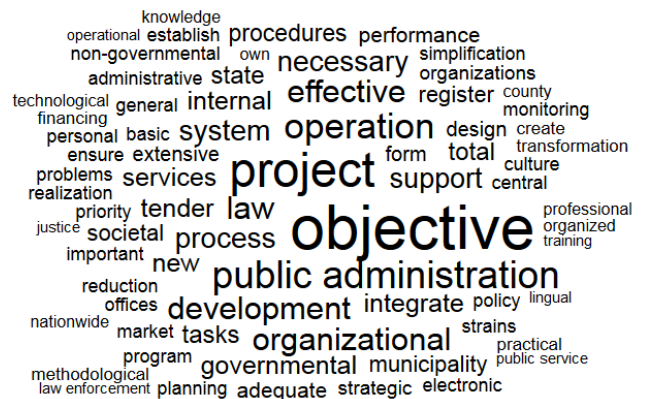 knowledge
operational establish procedures performance
non-governmental own necessary simplification
administrative state effective organizations
technological general internal register county
financing system operation monitoring
personal basic design create
ensure extensive project form total transformation
problems services support culture
realization central
priority tender law objective professional
justice societal process organized
important training
new public administration
reduction
offices development integrate policy lingual
nationwide
market tasks organizational strains
program practical
methodological governmental municipality public service
law enforcement planning adequate strategic electronic